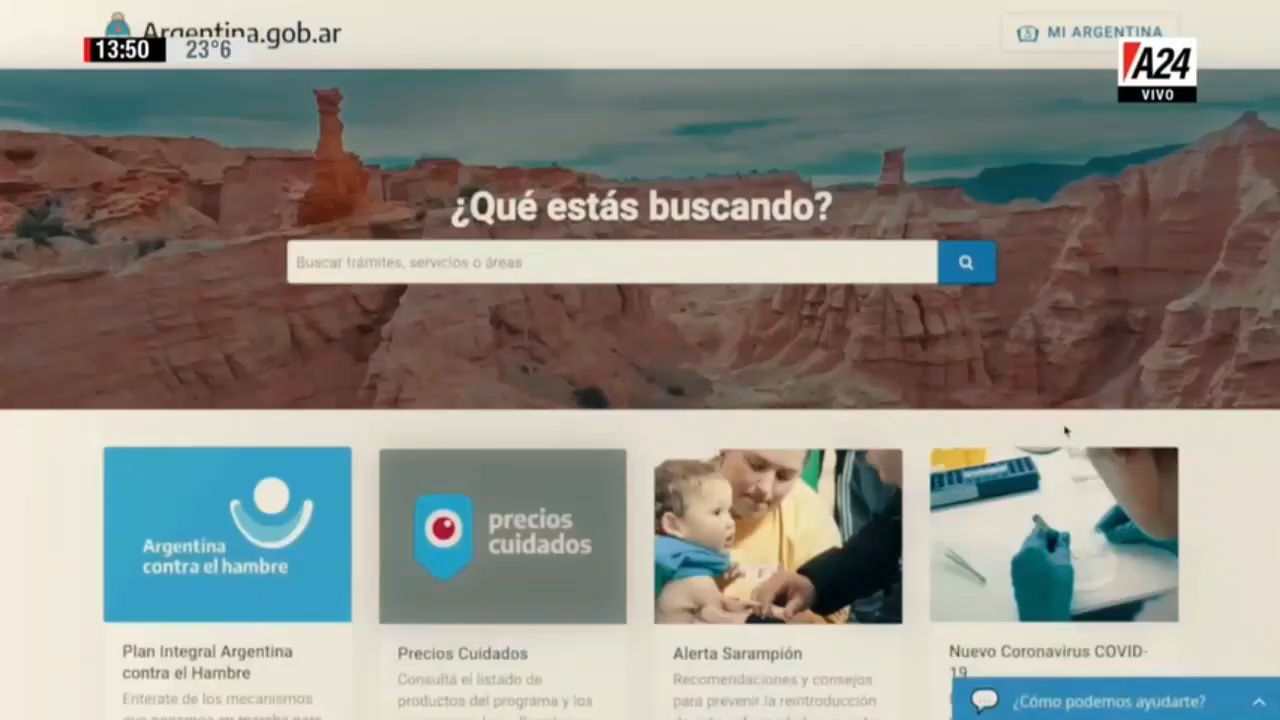 Argentina.gob.ar
13:50 23°6
MI ARGENTINA
A24
VIVO
¿Qué estás buscando?
Buscar trámites, servicios o áreas
Argentina
contra el hambre
precios
cuidados
Plan Integral Argentina
contra el Hambre
Enterate de los mecanismos
Precios Cuidados
Consultá el listado de
productos del programa y los
Alerta Sarampión
Recomendaciones y consejos
para prevenir la reintroducción
Nuevo Coronavirus COVID-
19
¿Cómo podemos ayudarte?